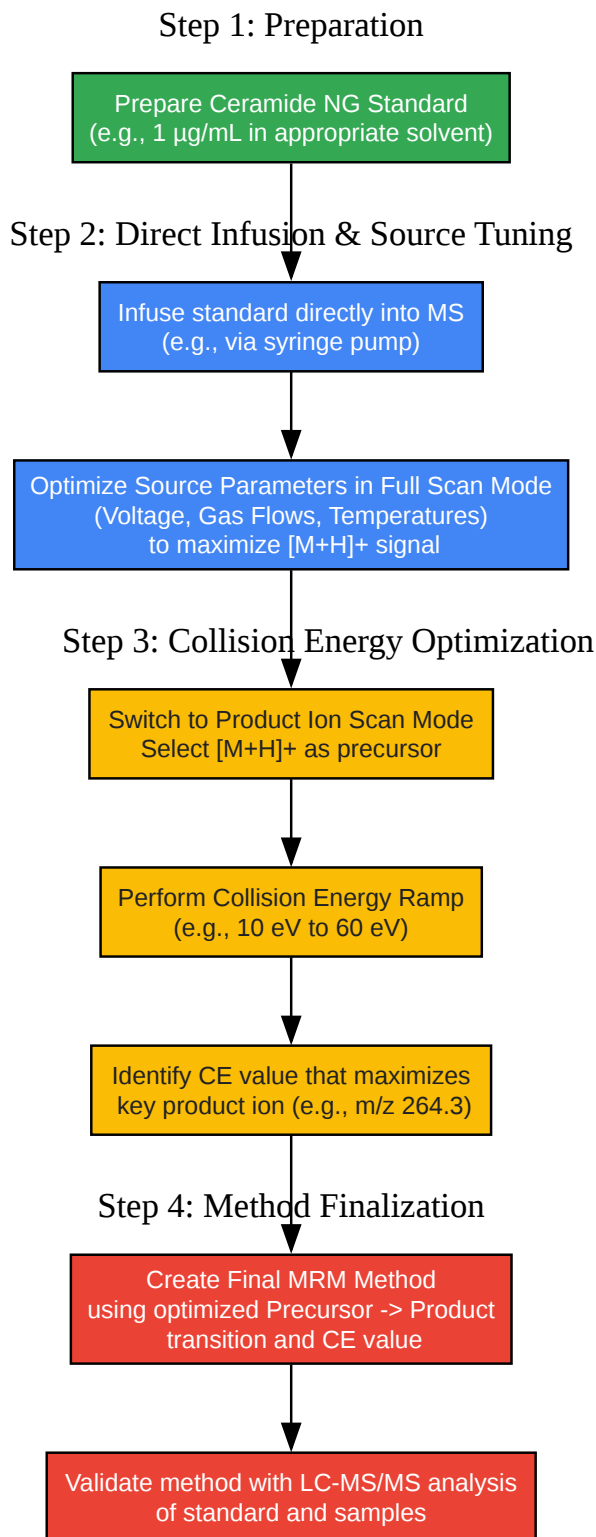 Step 1: Preparation
Prepare Ceramide NG Standard
(e.g., 1 µg/mL in appropriate solvent)
Step 2: Direct Infusion & Source Tuning
Infuse standard directly into MS
(e.g., via syringe pump)
Optimize Source Parameters in Full Scan Mode
(Voltage, Gas Flows, Temperatures)
to maximize [M+H]+ signal
Step 3: Collision Energy Optimization
Switch to Product Ion Scan Mode
Select [M+H]+ as precursor
Perform Collision Energy Ramp
(e.g., 10 eV to 60 eV)
Identify CE value that maximizes
key product ion (e.g., m/z 264.3)
Step 4: Method Finalization
Create Final MRM Method
using optimized Precursor -> Product
transition and CE value
Validate method with LC-MS/MS analysis
of standard and samples